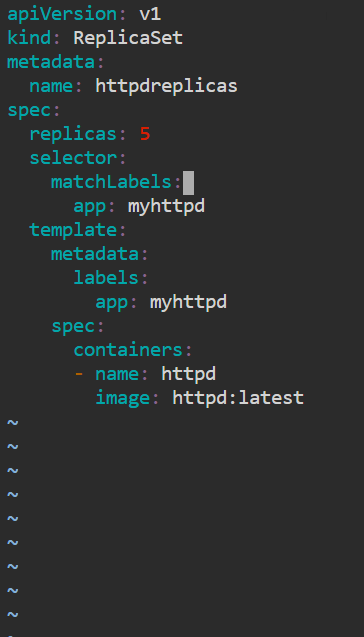 apiVersion: v1
kind: ReplicaSet
metadata:
  name: httpdreplicas
spec:
  replicas: 5
  selector:
    matchLabels:
      app: myhttpd
  template:
    metadata:
      labels:
        app: myhttpd
    spec:
      containers:
      - name: httpd
        image: httpd:latest
~
~
~
~
~
~
~
~
~
~